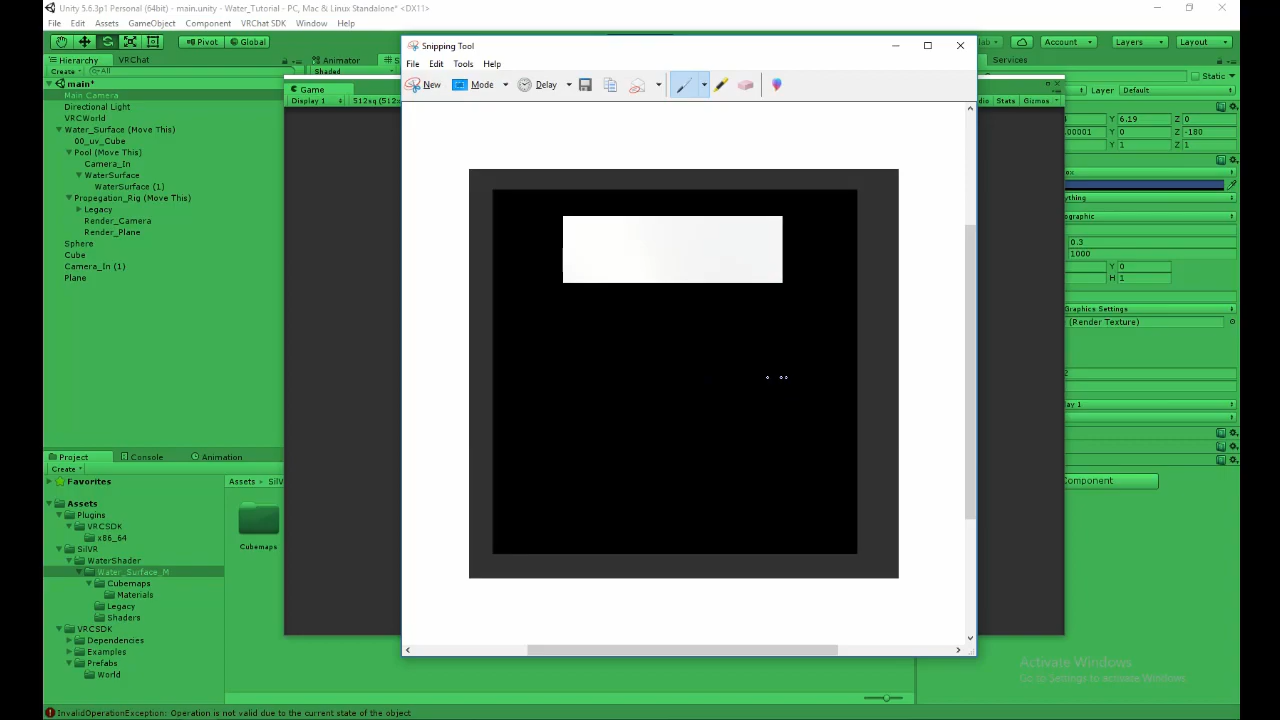 Unity 5.6.3p1 Personal (64bit) - main.unity - Water_Tutorial - PC, Mac & Linux Standalone* <DX11>
File Edit Assets GameObject Component VRChat SDK Window Help
Pivot Global Account Layers Layout
Hierarchy VRChat Animator Services
Create All Shaded Static
main*
Main Camera
Directional Light
VRCWorld
Water_Surface (Move This)
00_uv_Cube
Pool (Move This)
Camera_In
WaterSurface
WaterSurface (1)
Propegation_Rig (Move This)
Legacy
Render_Camera
Render_Plane
Sphere
Cube
Camera_In (1)
Plane
Game
Display 1
Stats Gizmos
Snipping Tool
File Edit Tools Help
New Mode Delay
Layer Default
Y 6.19 Z 0
.00001 Y 0 Z -180
Y 1 Z 1
0.3
1000
Y 0
H 1
Graphics Settings
(Render Texture)
Component
Project Console Animation
Create
Favorites
Assets
Plugins
VRCSDK
x86_64
SilVR
WaterShader
Water_Surface_M
Cubemaps
Materials
Legacy
Shaders
VRCSDK
Dependencies
Examples
Prefabs
World
Assets
Cubemaps
Activate Windows
Go to Settings to activate Windows.
InvalidOperationException: Operation is not valid due to the current state of the object